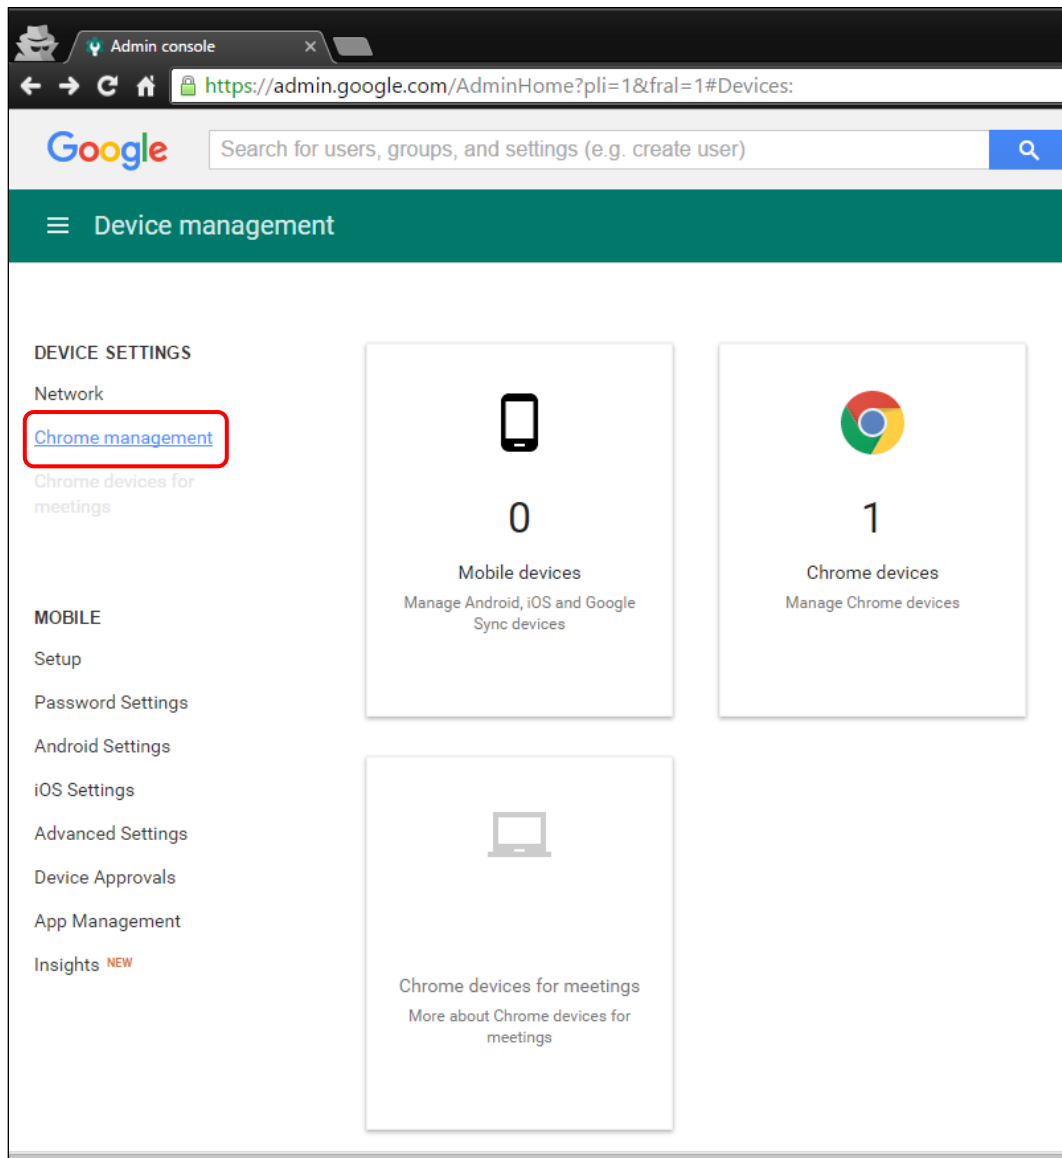 Admin console
https://admin.google.com/AdminHome?pli=1&fral=1#Devices:
Google
Search for users, groups, and settings (e.g. create user)
Device management
DEVICE SETTINGS
Network
Chrome management
Chrome devices for
meetings
MOBILE
Setup
Password Settings
Android Settings
iOS Settings
Advanced Settings
Device Approvals
App Management
Insights NEW
0
Mobile devices
Manage Android, iOS and Google
Sync devices
1
Chrome devices
Manage Chrome devices
Chrome devices for meetings
More about Chrome devices for
meetings